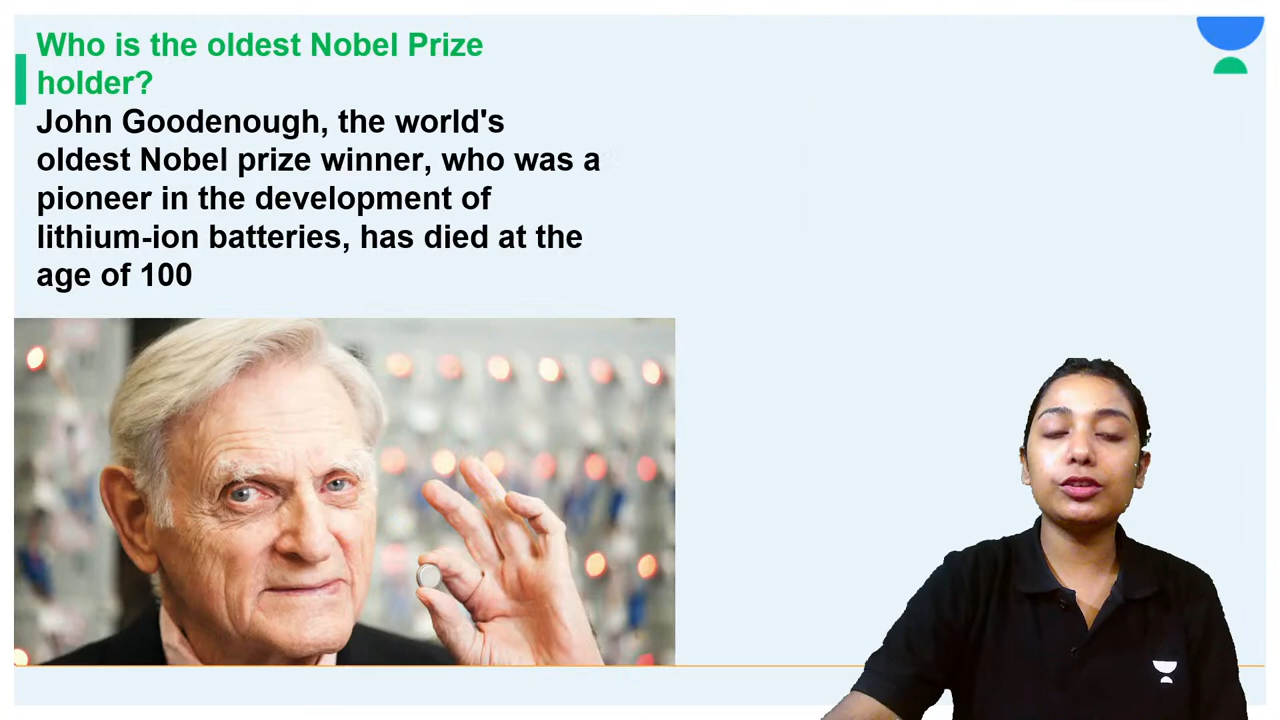 Who is the oldest Nobel Prize
holder?
John Goodenough, the world's
oldest Nobel prize winner, who was a
pioneer in the development of
lithium-ion batteries, has died at the
age of 100